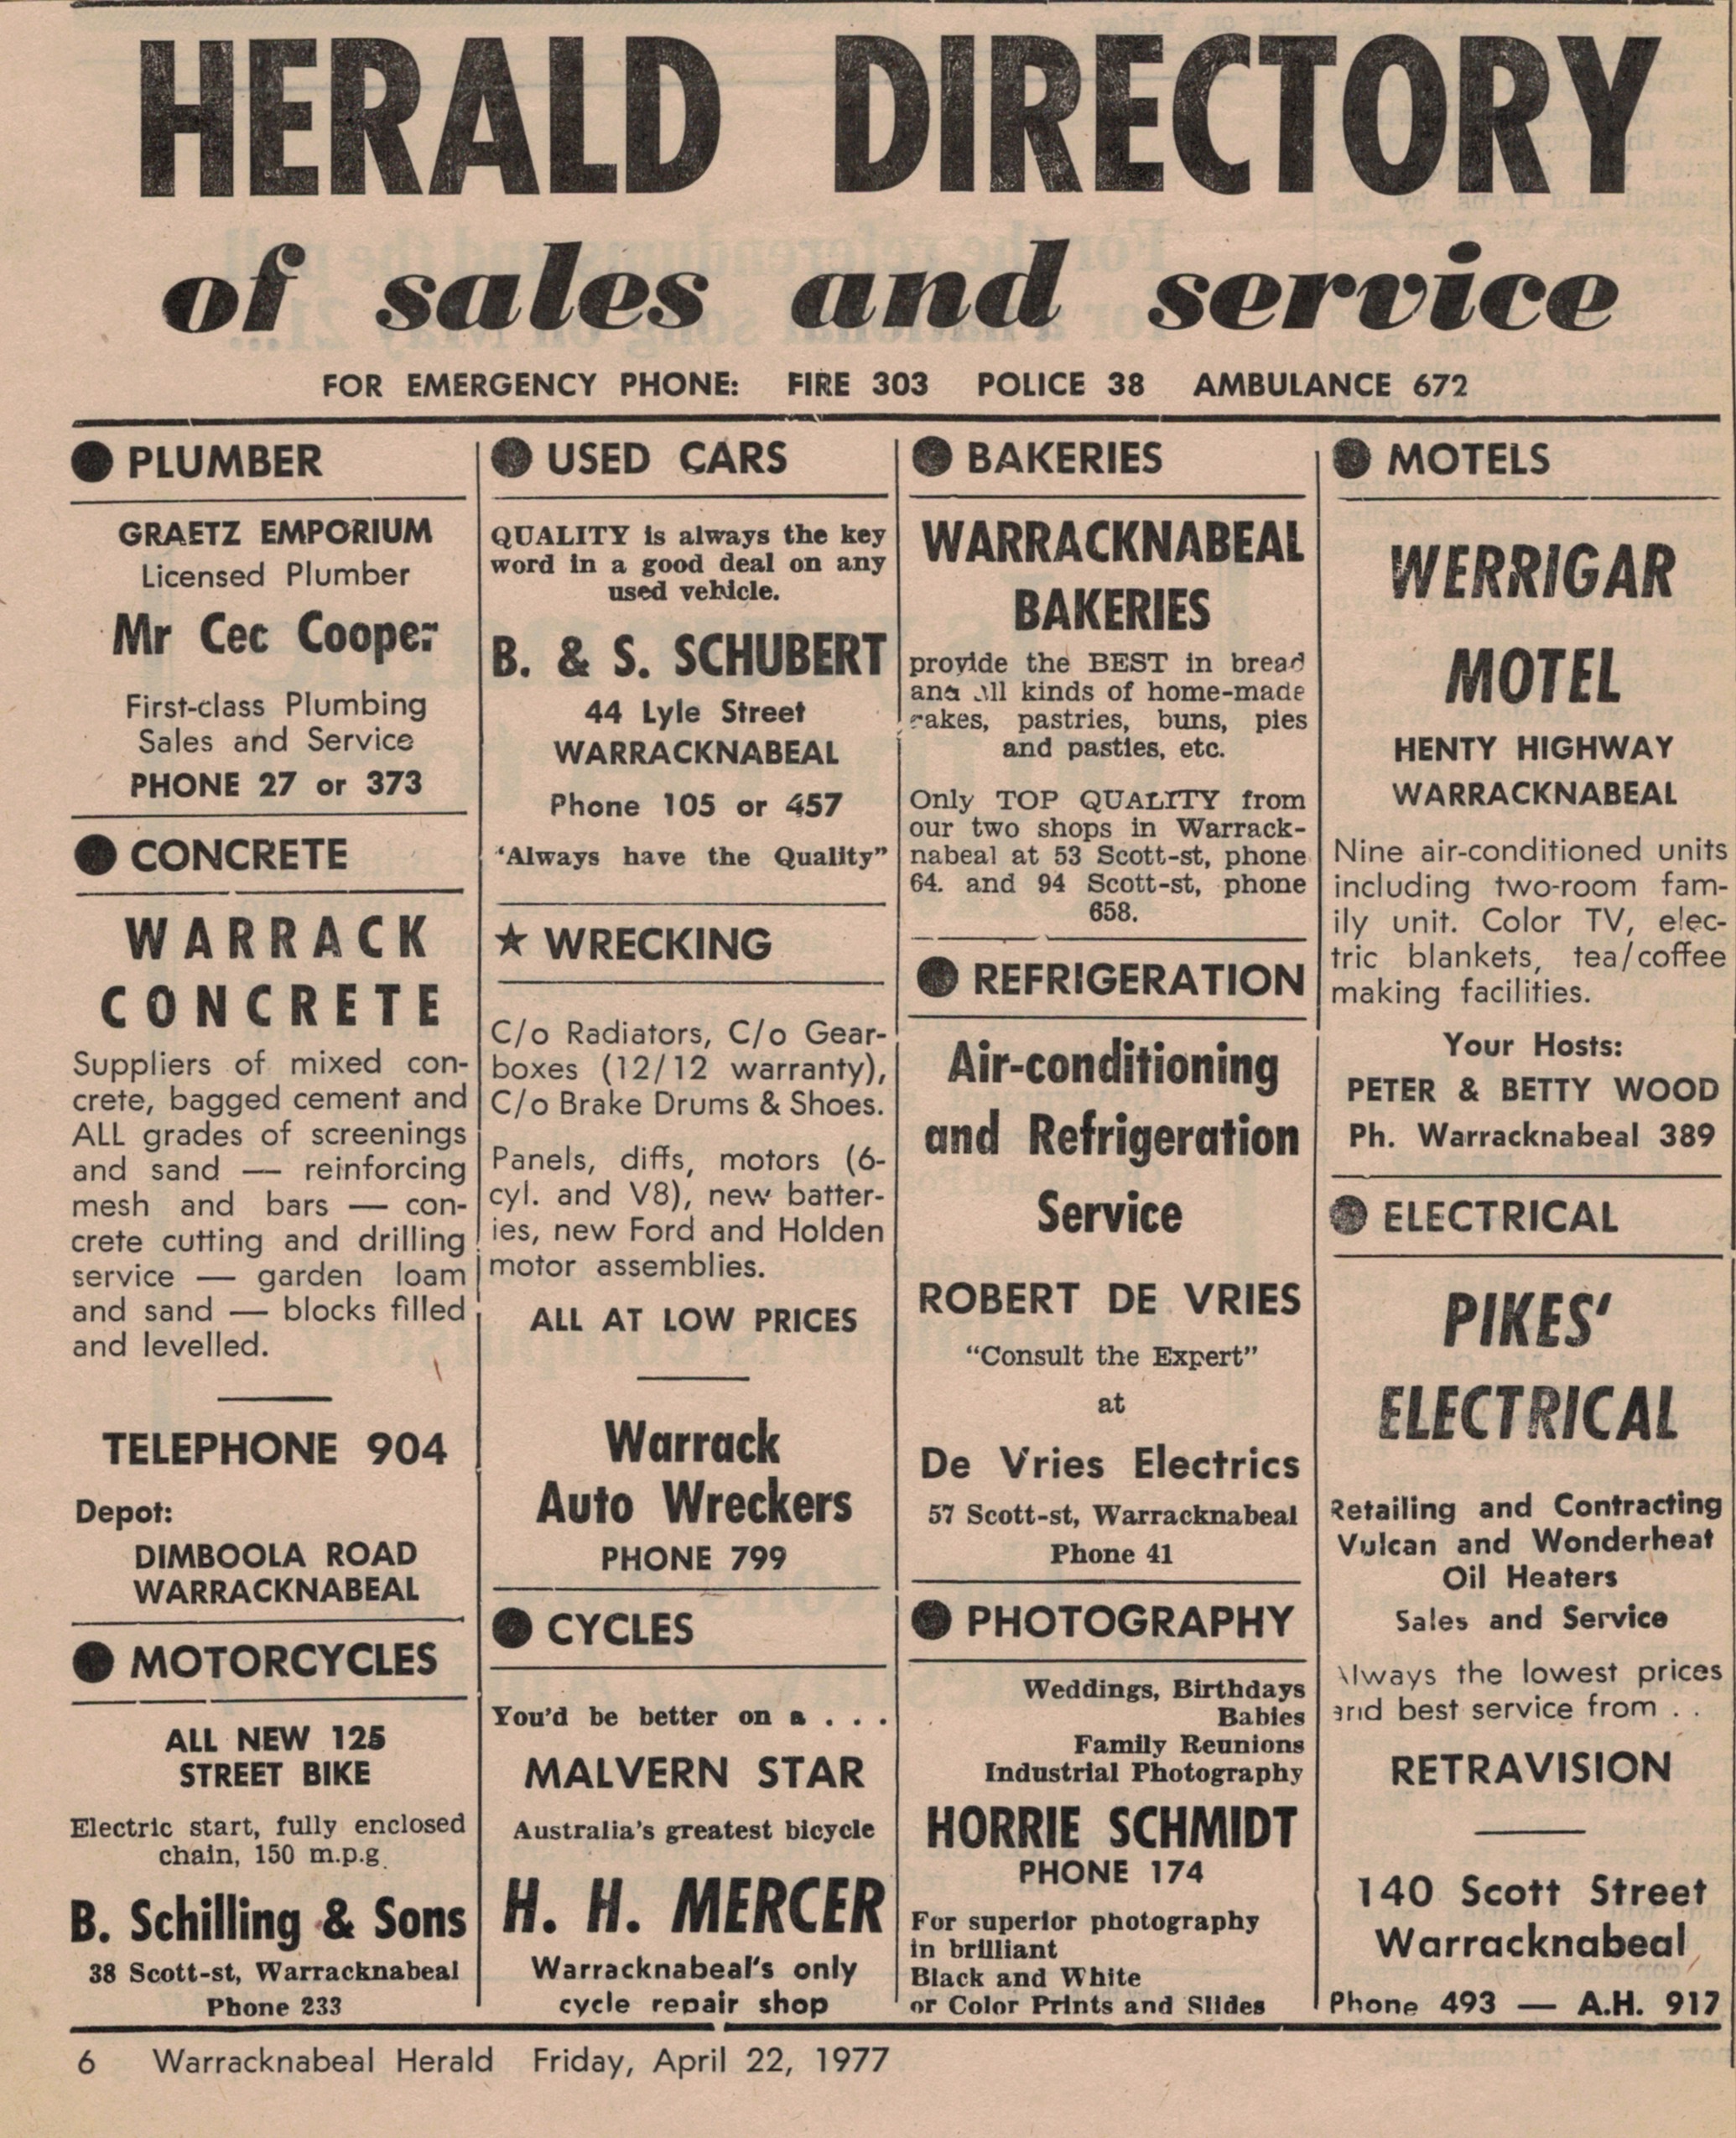 HERALD DIRECTORY
of sales and service
FOR EMERGENCY PHONE: FIRE 303 POLICE 38 AMBULANCE 672
PLUMBER
GRAETZ EMPORIUM
Licensed Plumber
Mr Cec Cooper
First-class Plumbing
Sales and Service
PHONE 27 or 373
CONCRETE
WARRACK
CONCRETE
Suppliers of mixed con-
crete, bagged cement and
ALL grades of screenings
and sand — reinforcing
mesh and bars — con-
crete cutting and drilling
service — garden loam
and sand — blocks filled
and levelled.
TELEPHONE 904
Depot:
DIMBOOLA ROAD
WARRACKNABEAL
MOTORCYCLES
ALL NEW 125
STREET BIKE
Electric start, fully enclosed
chain, 150 m.p.g.
B. Schilling & Sons
38 Scott-st, Warracknabeal
Phone 233
USED CARS
QUALITY is always the key
word in a good deal on any
used vehicle.
B. & S. SCHUBERT
44 Lyle Street
WARRACKNABEAL
Phone 105 or 457
‘Always have the Quality”
★ WRECKING
C/o Radiators, C/o Gear-
boxes (12/12 warranty),
C/o Brake Drums & Shoes.
Panels, diffs, motors (6-
cyl. and V8), new batter-
ies, new Ford and Holden
motor assemblies.
ALL AT LOW PRICES
Warrack
Auto Wreckers
PHONE 799
CYCLES
You'd be better on a . . .
MALVERN STAR
Australia's greatest bicycle
H. H. MERCER
Warracknabeal's only
cycle repair shop
BAKERIES
WARRACKNABEAL
BAKERIES
provide the BEST in bread
and all kinds of home-made
cakes, pastries, buns, pies
and pasties, etc.
Only TOP QUALITY from
our two shops in Warrack-
nabeal at 53 Scott-st, phone
64. and 94 Scott-st, phone
658.
REFRIGERATION
Air-conditioning
and Refrigeration
Service
ROBERT DE VRIES
“Consult the Expert”
at
De Vries Electrics
57 Scott-st, Warracknabeal
Phone 41
PHOTOGRAPHY
Weddings, Birthdays
Babies
Family Reunions
Industrial Photography
HORRIE SCHMIDT
PHONE 174
For superior photography
in brilliant
Black and White
or Color Prints and Slides
MOTELS
WERRIGAR
MOTEL
HENTY HIGHWAY
WARRACKNABEAL
Nine air-conditioned units
including two-room fam-
ily unit. Color TV, elec-
tric blankets, tea/coffee
making facilities.
Your Hosts:
PETER & BETTY WOOD
Ph. Warracknabeal 389
ELECTRICAL
PIKES'
ELECTRICAL
Retailing and Contracting
Vulcan and Wonderheat
Oil Heaters
Sales and Service
Always the lowest prices
and best service from . .
RETRAVISION
140 Scott Street
Warracknabeal
Phone 493 — A.H. 917
6 Warracknabeal Herald Friday, April 22, 1977